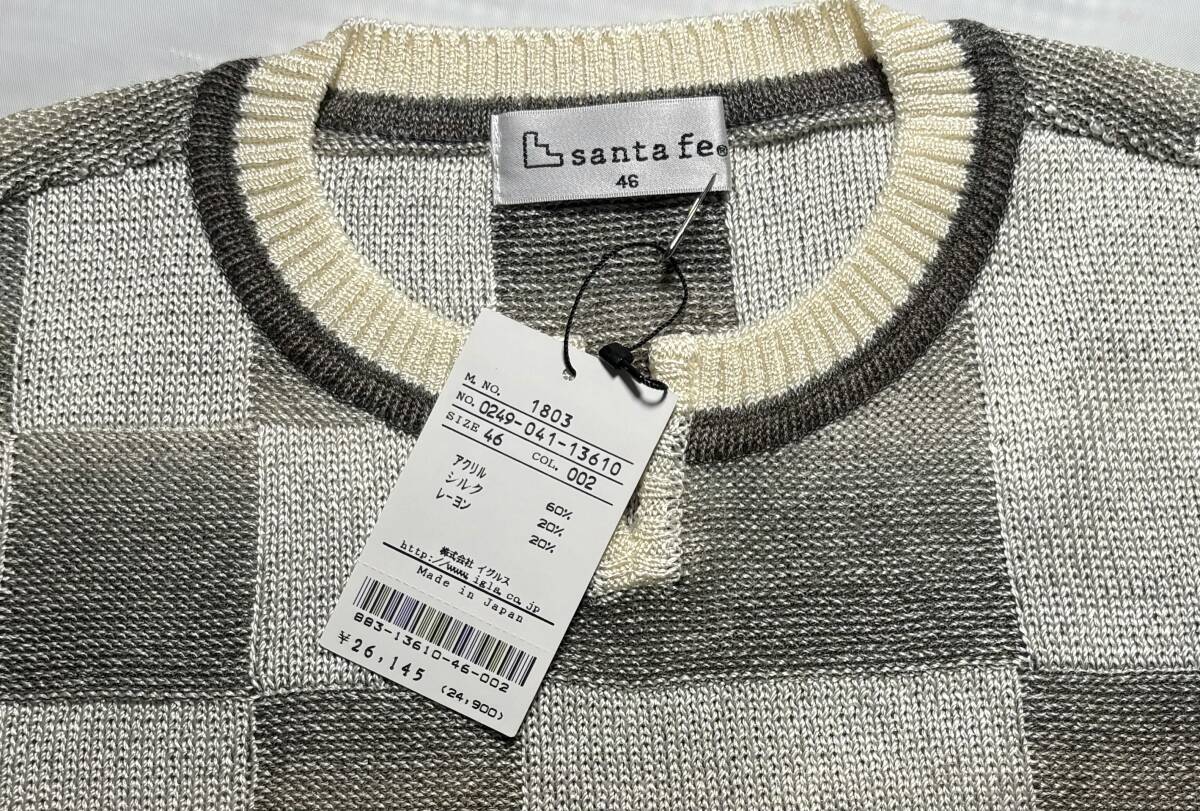 santa fe®
46
M. NO. 1803
NO. 0249-041-13610
SIZE 46 COL. 002
アクリル 60%
シルク 20%
レーヨン 20%
株式会社 イグルス
http://www.igls.co.jp
Made in Japan
883-13610-46-002
¥26,145 (24,900)